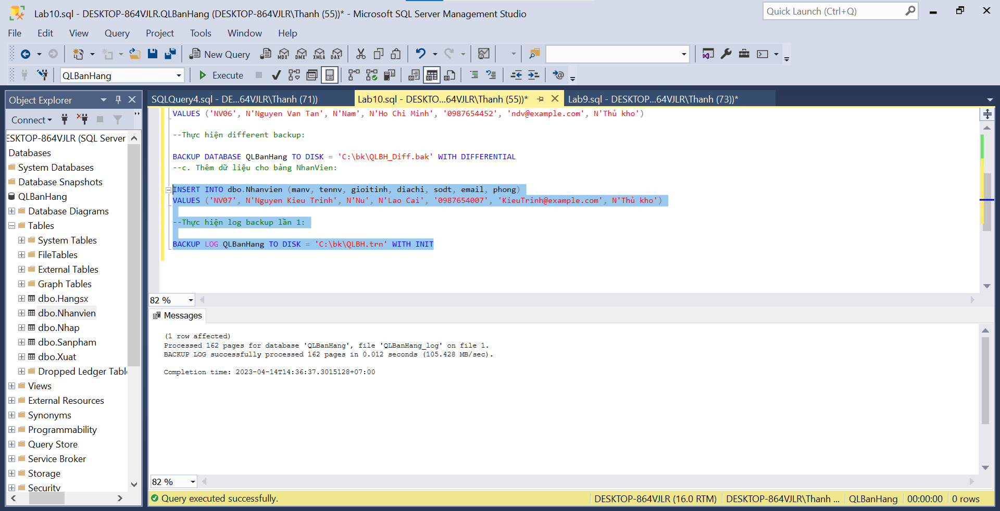 Lab10.sql - DESKTOP-864VJLR.QLBanHang (DESKTOP-864VJLR\Thanh (55))* - Microsoft SQL Server Management Studio
Quick Launch (Ctrl+Q)
File Edit View Query Project Tools Window Help
New Query
MDX DMX XMLA DAX
QLBanHang
Execute
Object Explorer
SQLQuery4.sql - DE...64VJLR\Thanh (71))
Lab10.sql - DESKTO...64VJLR\Thanh (55))*
Lab9.sql - DESKTOP...64VJLR\Thanh (73))*
Connect
ESKTOP-864VJLR (SQL Server
Databases
System Databases
Database Snapshots
QLBanHang
Database Diagrams
Tables
System Tables
FileTables
External Tables
Graph Tables
dbo.Hangsx
dbo.Nhanvien
dbo.Nhap
dbo.Sanpham
dbo.Xuat
Dropped Ledger Tabl
Views
External Resources
Synonyms
Programmability
Query Store
Service Broker
Storage
Security
VALUES ('NV06', N'Nguyen Van Tan', N'Nam', N'Ho Chi Minh', '0987654452', 'ndv@example.com', N'Thủ kho')
--Thực hiện different backup:
BACKUP DATABASE QLBanHang TO DISK = 'C:\bk\QLBH_Diff.bak' WITH DIFFERENTIAL
--c. Thêm dữ liệu cho bảng NhanVien:
INSERT INTO dbo.Nhanvien (manv, tennv, gioitinh, diachi, sodt, email, phong)
VALUES ('NV07', N'Nguyen Kieu Trinh', N'Nu', N'Lao Cai', '0987654007', 'KieuTrinh@example.com', N'Thủ kho')
--Thực hiện log backup lần 1:
BACKUP LOG QLBanHang TO DISK = 'C:\bk\QLBH.trn' WITH INIT
82 %
Messages
(1 row affected)
Processed 162 pages for database 'QLBanHang', file 'QLBanHang_log' on file 1.
BACKUP LOG successfully processed 162 pages in 0.012 seconds (105.428 MB/sec).
Completion time: 2023-04-14T14:36:37.3015128+07:00
82 %
Query executed successfully.
DESKTOP-864VJLR (16.0 RTM)
DESKTOP-864VJLR\Thanh ...
QLBanHang
00:00:00
0 rows